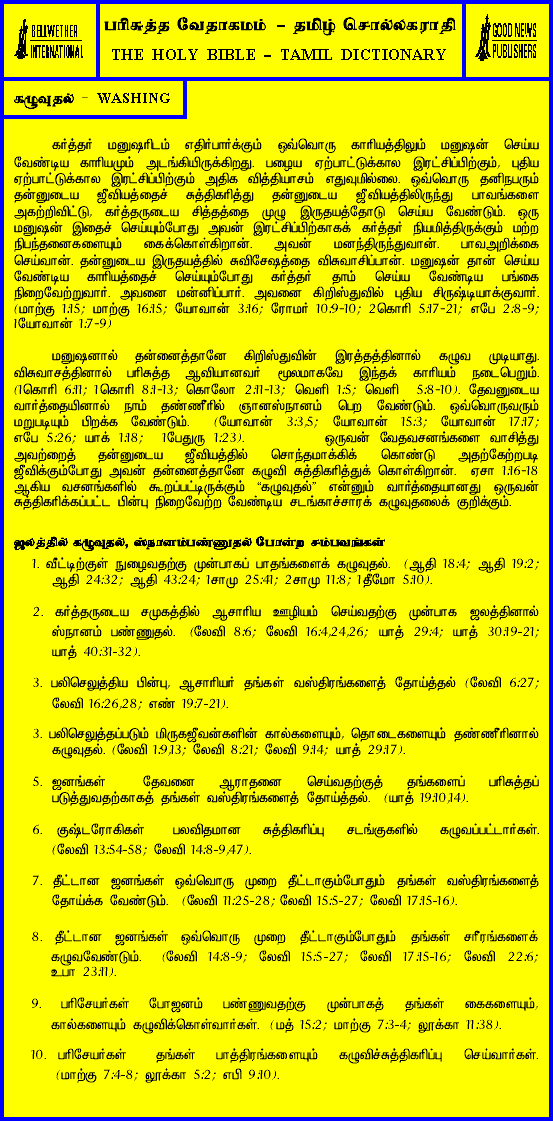 BELLWETHER
INTERNATIONAL
பரிசுத்த வேதாகமம் – தமிழ் சொல்லகராதி
THE HOLY BIBLE – TAMIL DICTIONARY
GOOD NEWS
PUBLISHERS
கழுவுதல் – WASHING
கர்த்தர் மனுஷரிடம் எதிர்பார்க்கும் ஒவ்வொரு காரியத்திலும் மனுஷன் செய்ய
வேண்டிய காரியமும் அடங்கியிருக்கிறது. பழைய ஏற்பாட்டுக்கால இரட்சிப்பிற்கும், புதிய
ஏற்பாட்டுக்கால இரட்சிப்பிற்கும் அதிக வித்தியாசம் எதுவுமில்லை. ஒவ்வொரு தனிநபரும்
தன்னுடைய ஜீவியத்தைச் சுத்திகரித்து தன்னுடைய ஜீவியத்திலிருந்து பாவங்களை
அகற்றிவிட்டு, கர்த்தருடைய சித்தத்தை முழு இருதயத்தோடு செய்ய வேண்டும். ஒரு
மனுஷன் இதைச் செய்யும்போது அவன் இரட்சிப்பிற்காகக் கர்த்தர் நியமித்திருக்கும் மற்ற
நிபந்தனைகளையும் கைக்கொள்கிறான். அவன் மனந்திருந்துவான். பாவஅறிக்கை
செய்வான். தன்னுடைய இருதயத்தில் சுவிசேஷத்தை விசுவாசிப்பான். மனுஷன் தான் செய்ய
வேண்டிய காரியத்தைச் செய்யும்போது கர்த்தர் தாம் செய்ய வேண்டிய பங்கை
நிறைவேற்றுவார். அவனை மன்னிப்பார். அவனை கிறிஸ்துவில் புதிய சிருஷ்டியாக்குவார்.
(மாற்கு 1:15; மாற்கு 16:15; யோவான் 3:16; ரோமர் 10:9-10; 2கொரி 5:17-21; எபே 2:8-9;
1யோவான் 1:7-9)
மனுஷனால் தன்னைத்தானே கிறிஸ்துவின் இரத்தத்தினால் கழுவ முடியாது.
விசுவாசத்தினால் பரிசுத்த ஆவியானவர் மூலமாகவே இந்தக் காரியம் நடைபெறும்.
(1கொரி 6:11; 1கொரி 8:1-13; கொலோ 2:11-13; வெளி 1:5; வெளி 5:8-10). தேவனுடைய
வார்த்தையினால் நாம் தண்ணீரில் ஞானஸ்நானம் பெற வேண்டும். ஒவ்வொருவரும்
மறுபடியும் பிறக்க வேண்டும். (யோவான் 3:3,5; யோவான் 15:3; யோவான் 17:17;
எபே 5:26; யாக் 1:18; 1பேதுரு 1:23). ஒருவன் வேதவசனங்களை வாசித்து
அவற்றைத் தன்னுடைய ஜீவியத்தில் சொந்தமாக்கிக் கொண்டு அதற்கேற்றபடி
ஜீவிக்கும்போது அவன் தன்னைத்தானே கழுவி சுத்திகரித்துக் கொள்கிறான். ஏசா 1:16-18
ஆகிய வசனங்களில் கூறப்பட்டிருக்கும் “கழுவுதல்” என்னும் வார்த்தையானது ஒருவன்
சுத்திகரிக்கப்பட்ட பின்பு நிறைவேற்ற வேண்டிய சடங்காச்சாரக் கழுவுதலைக் குறிக்கும்.
ஜலத்தில் கழுவுதல், ஸ்நானம்பண்ணுதல் போன்ற சம்பவங்கள்
1. வீட்டிற்குள் நுழைவதற்கு முன்பாகப் பாதங்களைக் கழுவுதல். (ஆதி 18:4; ஆதி 19:2;
ஆதி 24:32; ஆதி 43:24; 1சாமு 25:41; 2சாமு 11:8; 1தீமோ 5:10).
2. கர்த்தருடைய சமுகத்தில் ஆசாரிய ஊழியம் செய்வதற்கு முன்பாக ஜலத்தினால்
ஸ்நானம் பண்ணுதல். (லேவி 8:6; லேவி 16:4,24,26; யாத் 29:4; யாத் 30:19-21;
யாத் 40:31-32).
3. பலிசெலுத்திய பின்பு, ஆசாரியர் தங்கள் வஸ்திரங்களைத் தோய்த்தல் (லேவி 6:27;
லேவி 16:26,28; எண் 19:7-21).
3. பலிசெலுத்தப்படும் மிருகஜீவன்களின் கால்களையும், தொடைகளையும் தண்ணீரினால்
கழுவுதல். (லேவி 1:9,13; லேவி 8:21; லேவி 9:14; யாத் 29:17).
5. ஜனங்கள் தேவனை ஆராதனை செய்வதற்குத் தங்களைப் பரிசுத்தப்
படுத்துவதற்காகத் தங்கள் வஸ்திரங்களைத் தோய்த்தல். (யாத் 19:10,14).
6. குஷ்டரோகிகள் பலவிதமான சுத்திகரிப்பு சடங்குகளில் கழுவப்பட்டார்கள்.
(லேவி 13:54-58; லேவி 14:8-9,47).
7. தீட்டான ஜனங்கள் ஒவ்வொரு முறை தீட்டாகும்போதும் தங்கள் வஸ்திரங்களைத்
தோய்க்க வேண்டும். (லேவி 11:25-28; லேவி 15:5-27; லேவி 17:15-16).
8. தீட்டான ஜனங்கள் ஒவ்வொரு முறை தீட்டாகும்போதும் தங்கள் சரீரங்களைக்
கழுவவேண்டும். (லேவி 14:8-9; லேவி 15:5-27; லேவி 17:15-16; லேவி 22:6;
உபா 23:11).
9. பரிசேயர்கள் போஜனம் பண்ணுவதற்கு முன்பாகத் தங்கள் கைகளையும்,
கால்களையும் கழுவிக்கொள்வார்கள். (மத் 15:2; மாற்கு 7:3-4; லூக்கா 11:38).
10. பரிசேயர்கள் தங்கள் பாத்திரங்களையும் கழுவிச்சுத்திகரிப்பு செய்வார்கள்.
(மாற்கு 7:4-8; லூக்கா 5:2; எபி 9:10).